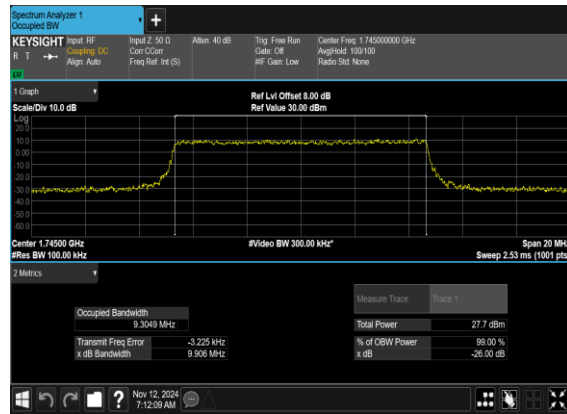 Spectrum Analyzer 1
Occupied BW
+
KEYSIGHT Input: RF Input Z: 50 Ω Atten: 40 dB Trig: Free Run Center Freq: 1.745000000 GHz
R T Coupling: DC Corr CCorr Gate: Off Avg|Hold: 100/100
Align: Auto Freq Ref: Int (S) #IF Gain: Low Radio Std: None
LW
1 Graph Ref Lvl Offset 8.00 dB
Scale/Div 10.0 dB Ref Value 30.00 dBm
Log
20.0
10.0
0.00
-10.0
-20.0
-30.0
-40.0
-50.0
-60.0
Center 1.74500 GHz #Video BW 300.00 kHz* Span 20 MHz
#Res BW 100.00 kHz Sweep 2.53 ms (1001 pts)
2 Metrics
Measure Trace Trace 1
Occupied Bandwidth
9.3049 MHz Total Power 27.7 dBm
Transmit Freq Error -3.225 kHz % of OBW Power 99.00 %
x dB Bandwidth 9.906 MHz x dB -26.00 dB
? Nov 12, 2024
7:12:09 AM